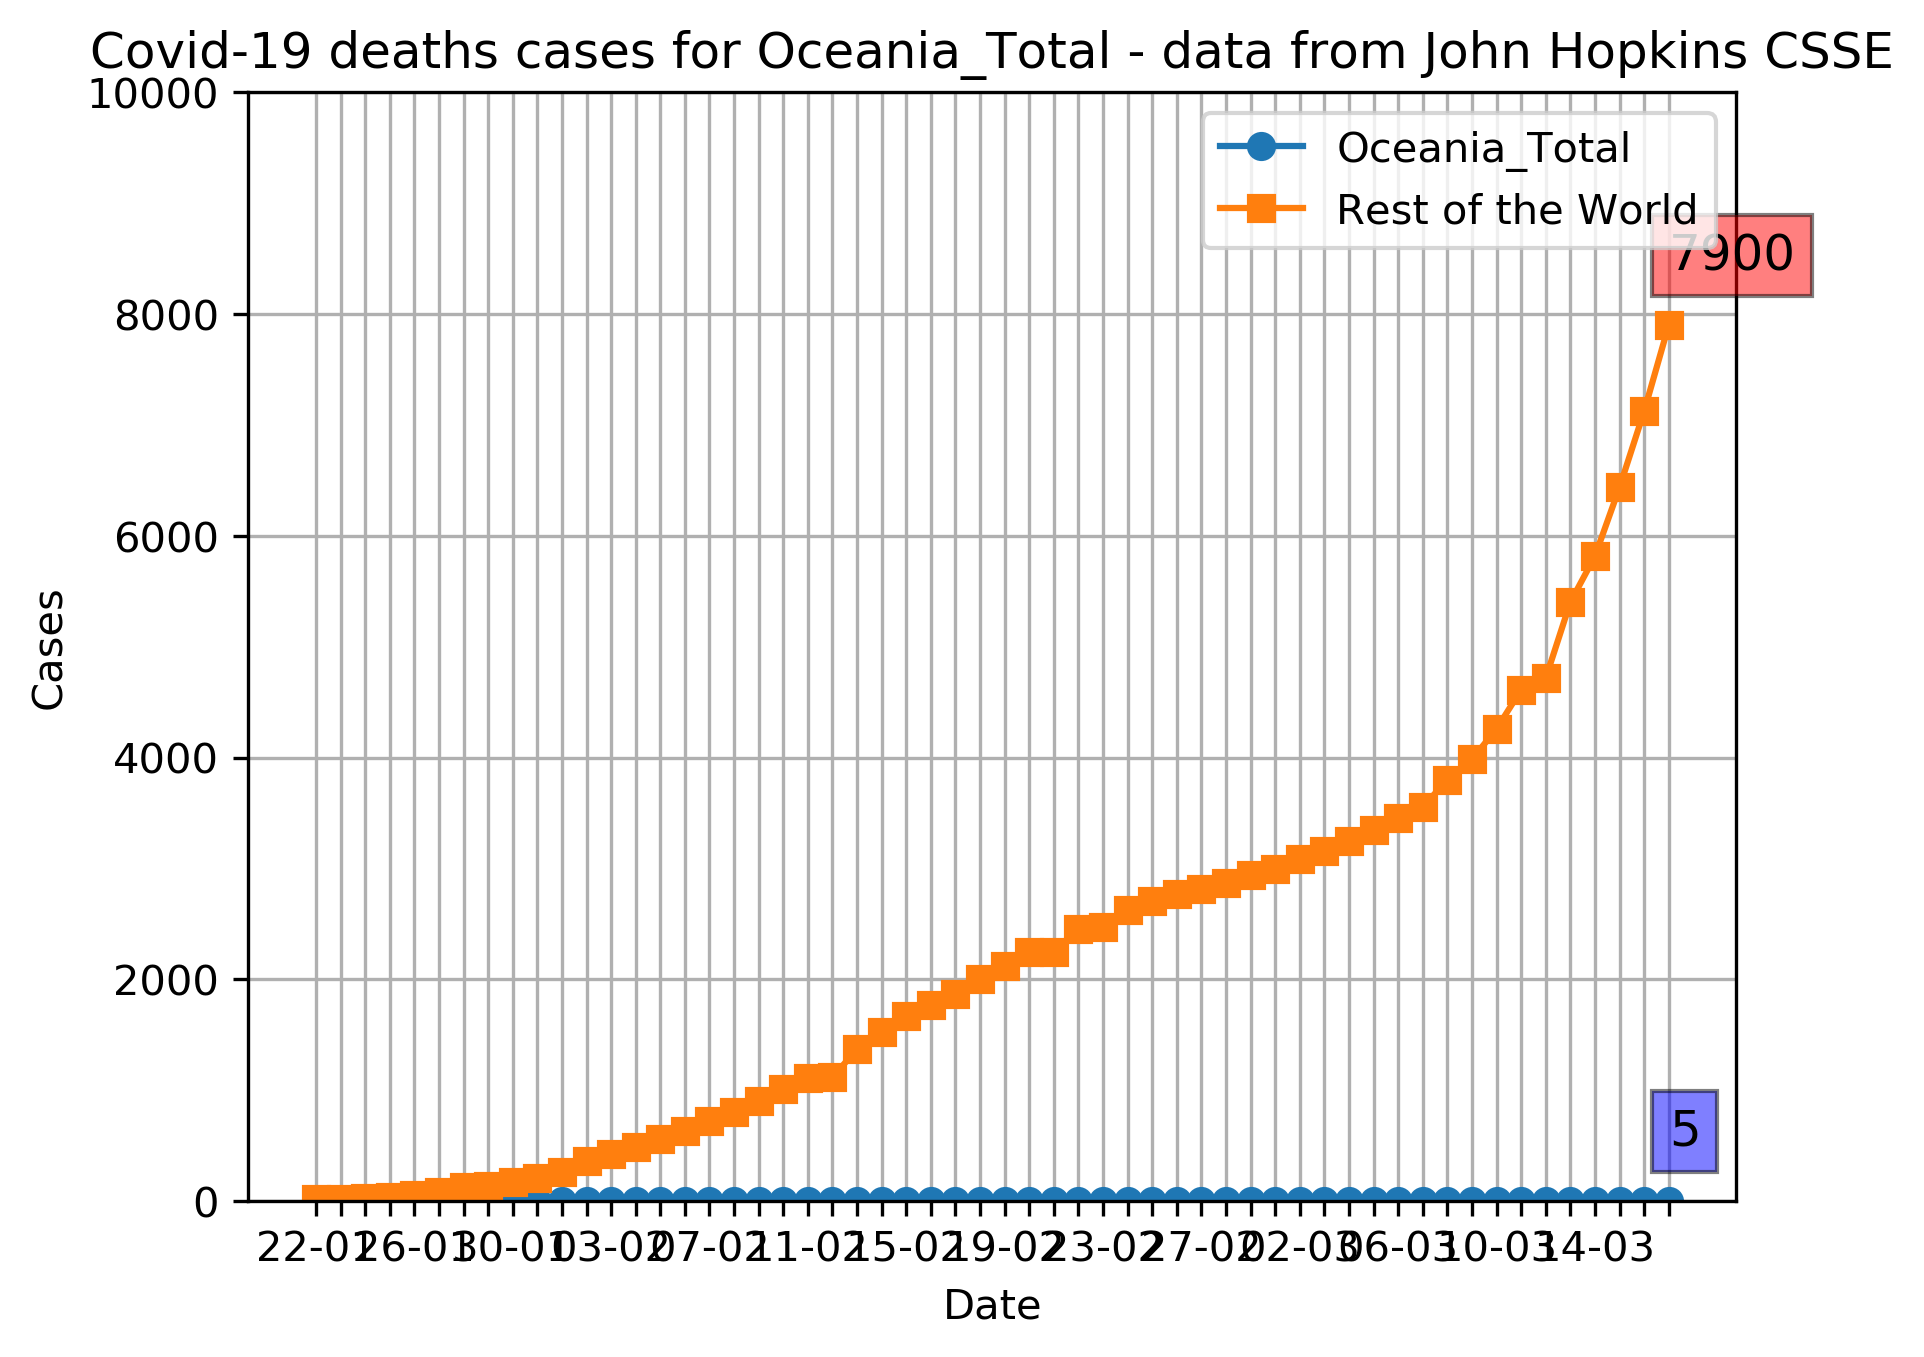 Covid-19 deaths cases for Oceania_Total - data from John Hopkins CSSE
Oceania_Total
Rest of the World
7900
5
10000
8000
6000
4000
2000
0
Cases
22-01 26-01 30-01 03-02 07-02 11-02 15-02 19-02 23-02 27-02 02-03 06-03 10-03 14-03
Date